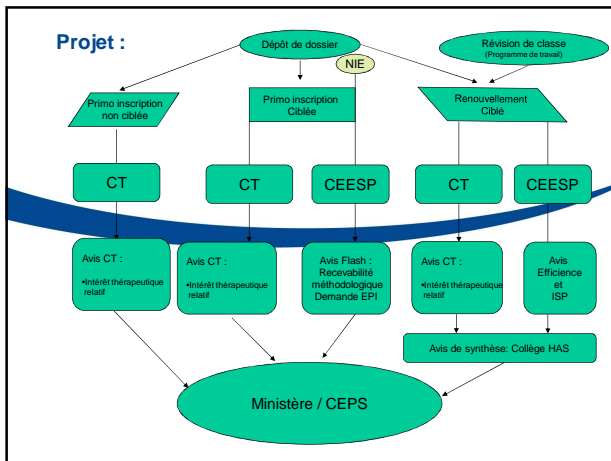 Projet :
Dépôt de dossier
Révision de classe
(Programme de travail)
NIE
Primo inscription
non ciblée
Primo inscription
Ciblée
Renouvellement
Ciblé
CT
CT
CEESP
CT
CEESP
Avis CT :
•Intérêt thérapeutique
relatif
Avis CT :
•Intérêt thérapeutique
relatif
Avis Flash :
Recevabilité
méthodologique
Demande EPI
Avis CT :
•Intérêt thérapeutique
relatif
Avis
Efficience
et
ISP
Avis de synthèse: Collège HAS
Ministère / CEPS